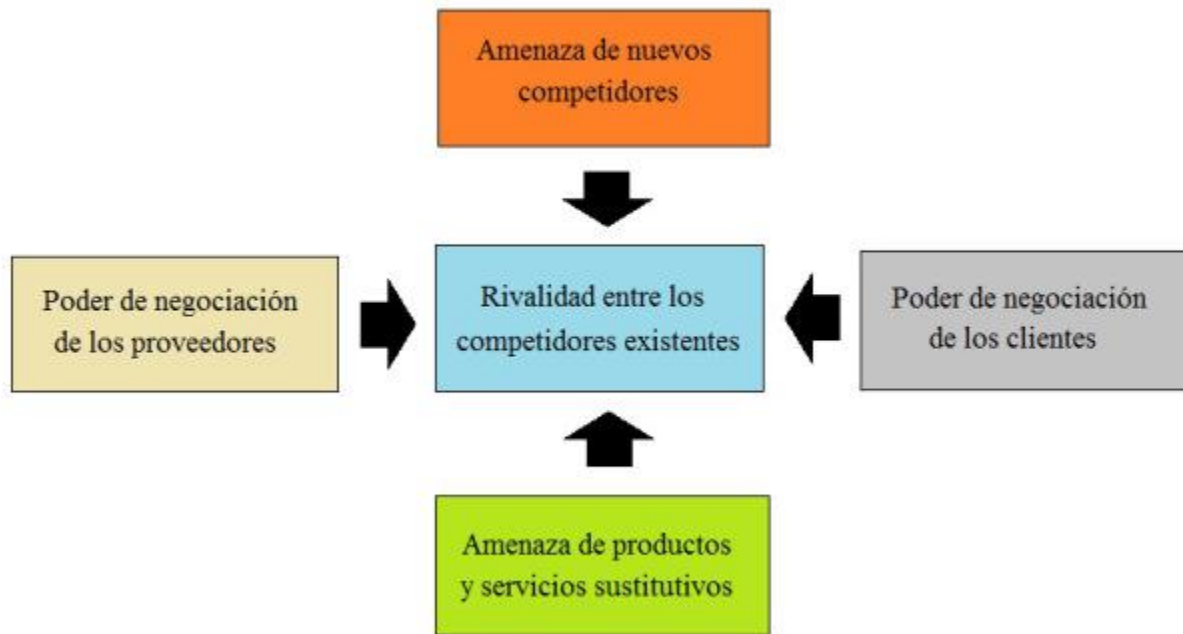 Amenaza de nuevos
competidores
Poder de negociación
de los proveedores
Rivalidad entre los
competidores existentes
Poder de negociación
de los clientes
Amenaza de productos
y servicios sustitutivos